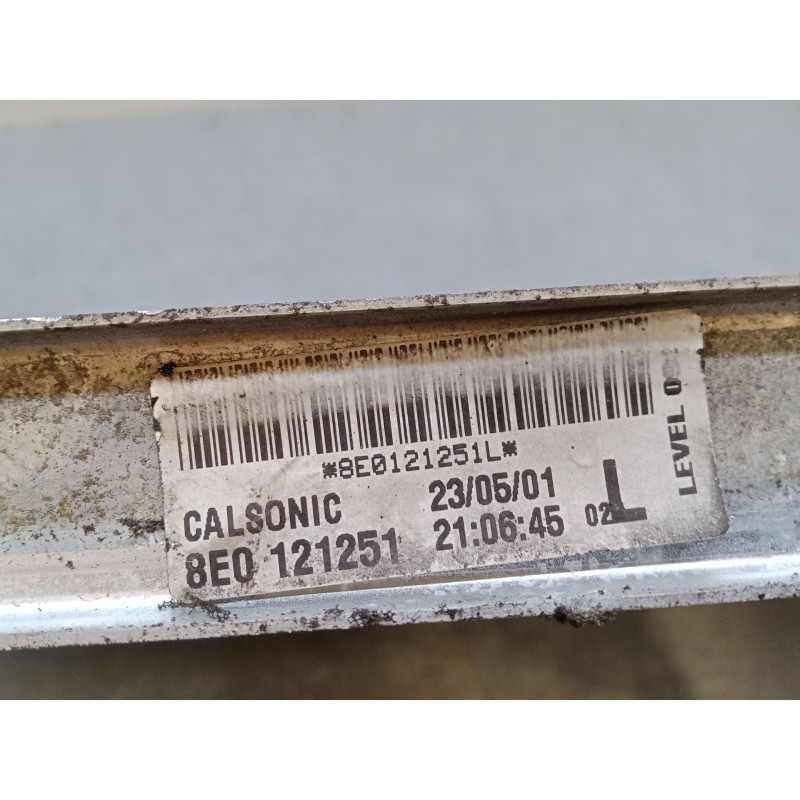 *8E0121251L*
CALSONIC 23/05/01
8E0 121251 21:06:45 02 L
LEVEL